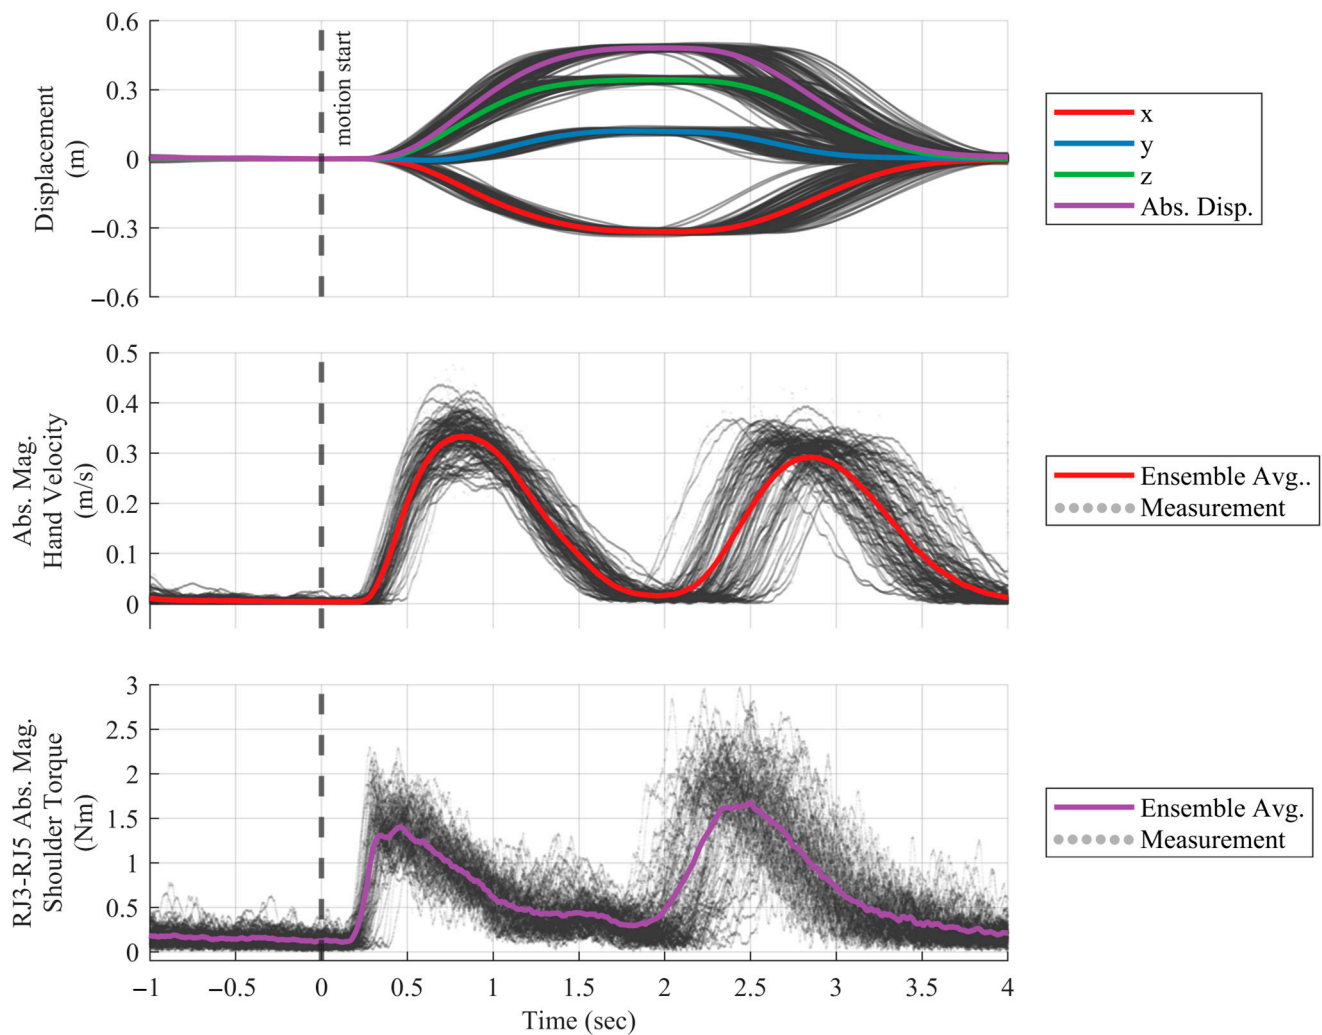 0.6
0.3
0
−0.3
−0.6
Displacement
(m)
motion start
x
y
z
Abs. Disp.
0.5
0.4
0.3
0.2
0.1
0
Abs. Mag.
Hand Velocity
(m/s)
Ensemble Avg..
Measurement
3
2.5
2
1.5
1
0.5
0
RJ3-RJ5 Abs. Mag.
Shoulder Torque
(Nm)
Ensemble Avg.
Measurement
−1 −0.5 0 0.5 1 1.5 2 2.5 3 3.5 4
Time (sec)